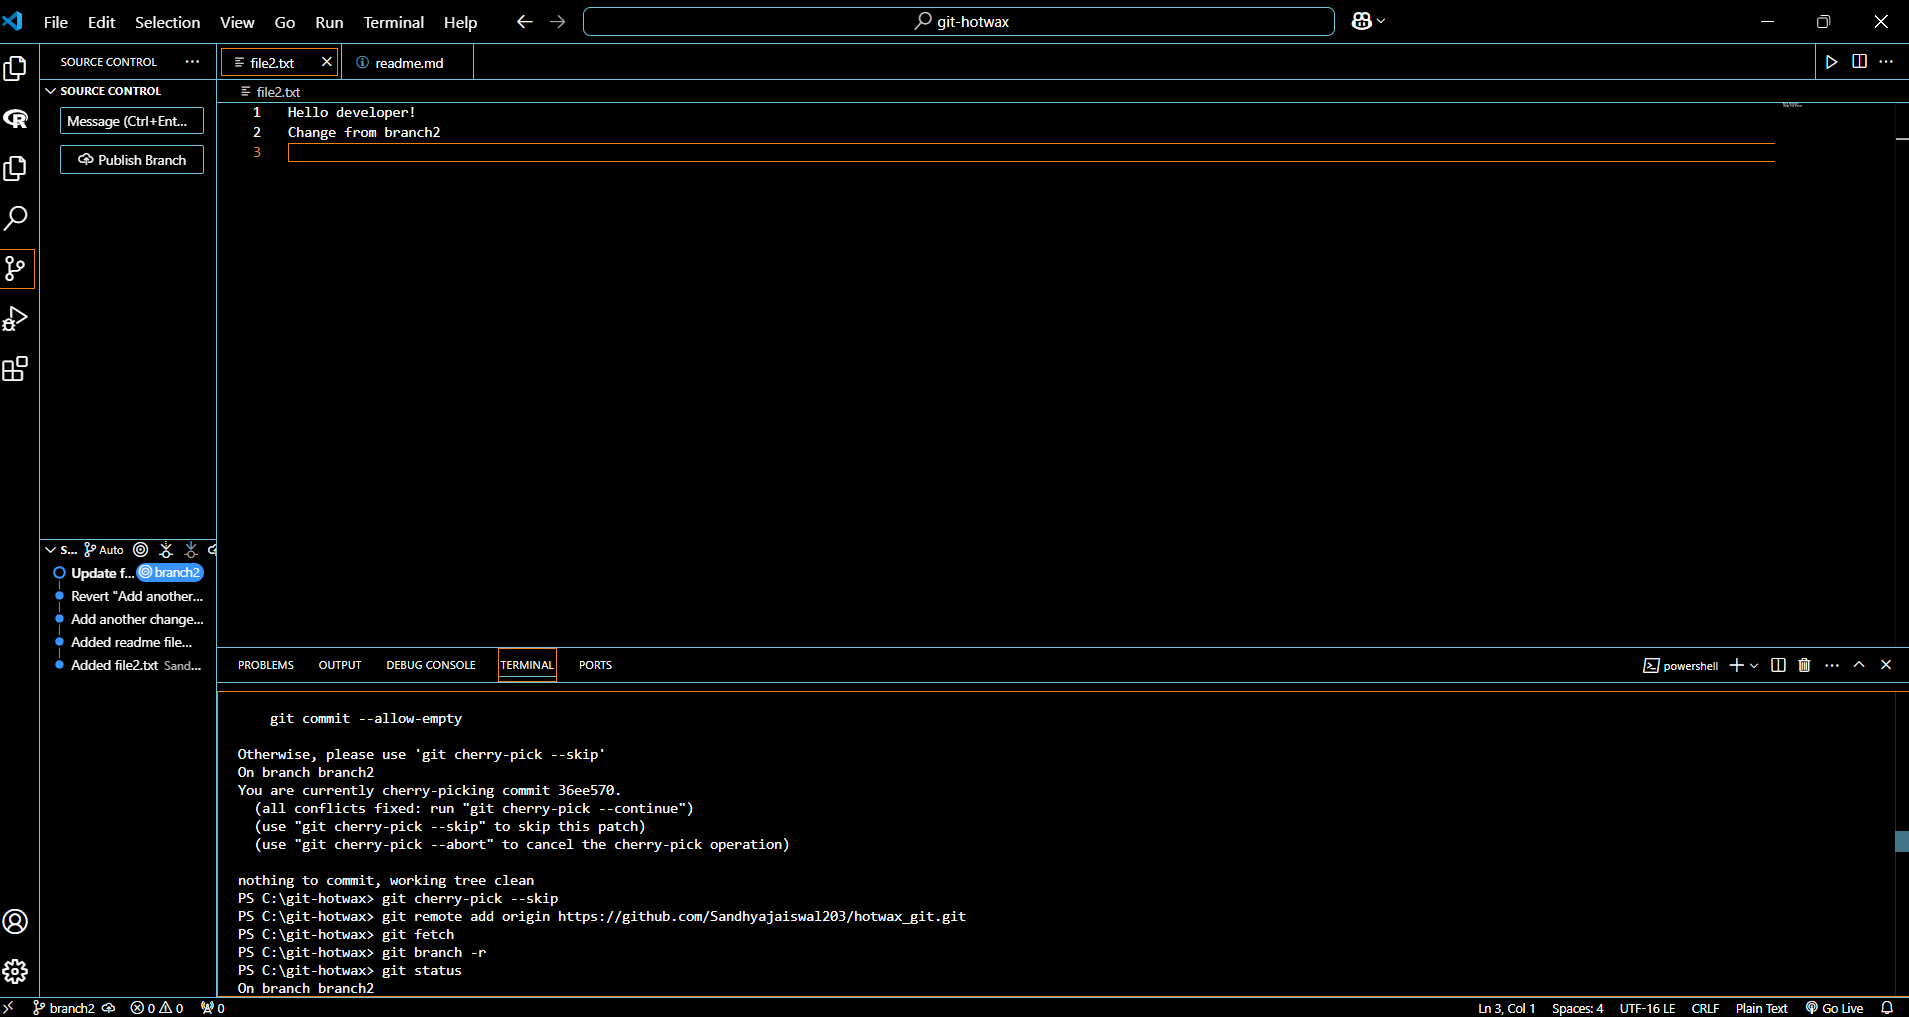 File Edit Selection View Go Run Terminal Help
git-hotwax
SOURCE CONTROL
file2.txt
readme.md
SOURCE CONTROL
file2.txt
Message (Ctrl+Ent...
Publish Branch
1 Hello developer!
2 Change from branch2
3
S... Auto
Update f... branch2
Revert "Add another...
Add another change...
Added readme file...
Added file2.txt Sand...
PROBLEMS OUTPUT DEBUG CONSOLE TERMINAL PORTS
powershell
git commit --allow-empty
Otherwise, please use 'git cherry-pick --skip'
On branch branch2
You are currently cherry-picking commit 36ee570.
(all conflicts fixed: run "git cherry-pick --continue")
(use "git cherry-pick --skip" to skip this patch)
(use "git cherry-pick --abort" to cancel the cherry-pick operation)
nothing to commit, working tree clean
PS C:\git-hotwax> git cherry-pick --skip
PS C:\git-hotwax> git remote add origin https://github.com/Sandhyajaiswal203/hotwax_git.git
PS C:\git-hotwax> git fetch
PS C:\git-hotwax> git branch -r
PS C:\git-hotwax> git status
On branch branch2
branch2 0 0 0 Ln 3, Col 1 Spaces: 4 UTF-16 LE CRLF Plain Text Go Live